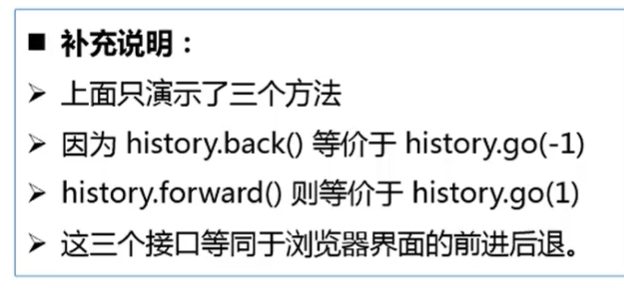 ■ 补充说明：
➢ 上面只演示了三个方法
➢ 因为 history.back() 等价于 history.go(-1)
➢ history.forward() 则等价于 history.go(1)
➢ 这三个接口等同于浏览器界面的前进后退。